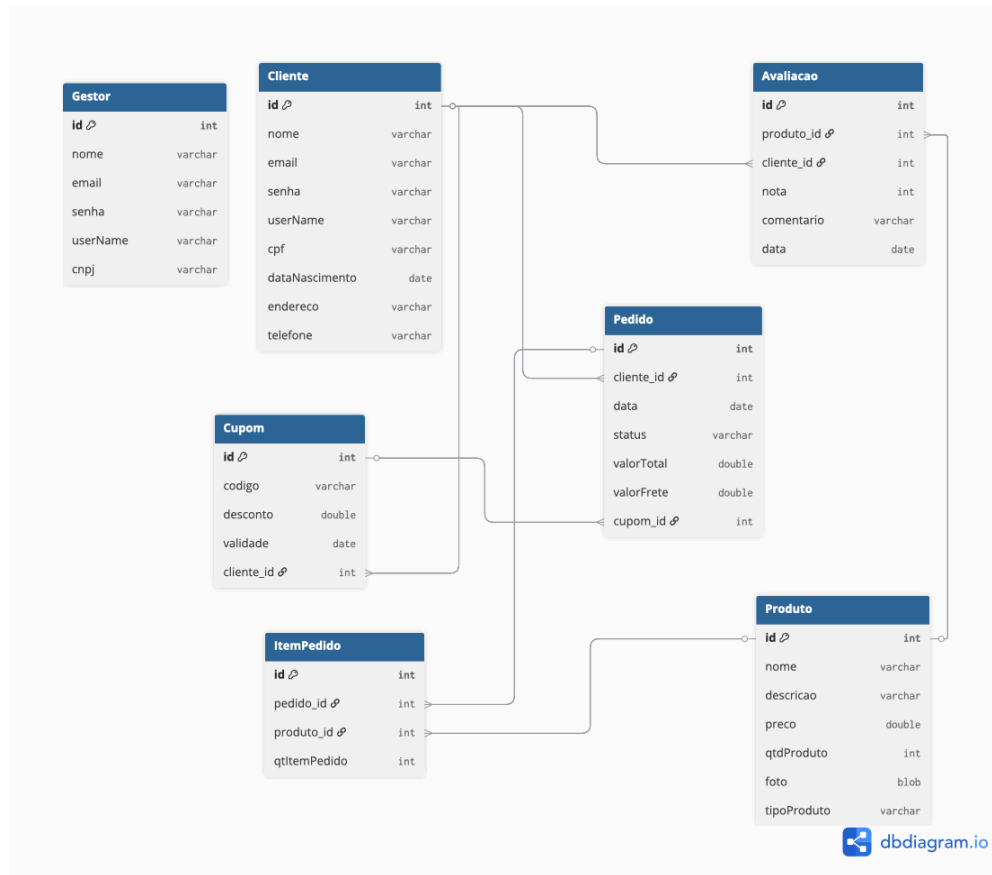 Gestor
id int
nome varchar
email varchar
senha varchar
userName varchar
cnpj varchar
Cliente
id int
nome varchar
email varchar
senha varchar
userName varchar
cpf varchar
dataNascimento date
endereco varchar
telefone varchar
Avaliacao
id int
produto_id int
cliente_id int
nota int
comentario varchar
data date
Pedido
id int
cliente_id int
data date
status varchar
valorTotal double
valorFrete double
cupom_id int
Cupom
id int
codigo varchar
desconto double
validade date
cliente_id int
ItemPedido
id int
pedido_id int
produto_id int
qtItemPedido int
Produto
id int
nome varchar
descricao varchar
preco double
qtdProduto int
foto blob
tipoProduto varchar
dbdiagram.io